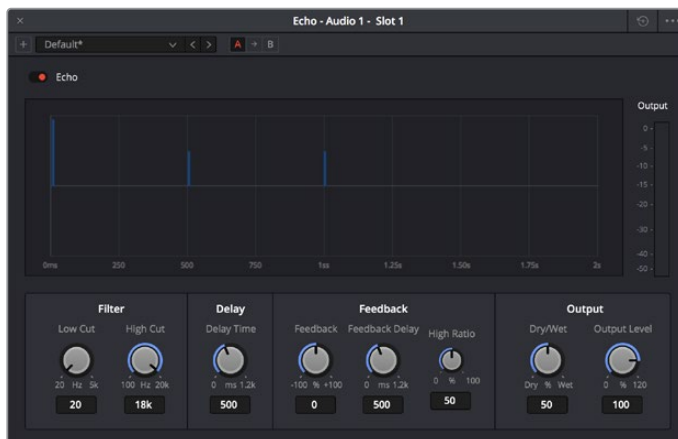 Echo - Audio 1 - Slot 1
Default*
A
B
Echo
Output
0
-5
-10
-15
-20
-30
-40
-50
0ms 250 500 750 1ss 1.25s 1.50s 1.75s 2s
Filter Delay Feedback Output
Low Cut High Cut Delay Time Feedback Feedback Delay High Ratio Dry/Wet Output Level
20 Hz 5k 100 Hz 20k 0 ms 1.2k -100 % +100 0 ms 1.2k 0 % 100 Dry % Wet 0 % 120
20 18k 500 0 500 50 50 100